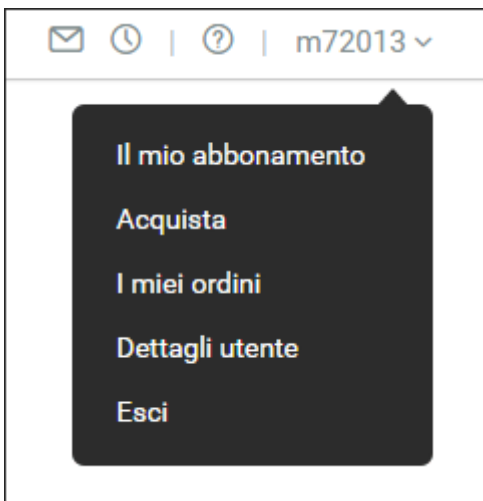 | ? | m72013
Il mio abbonamento
Acquista
I miei ordini
Dettagli utente
Esci